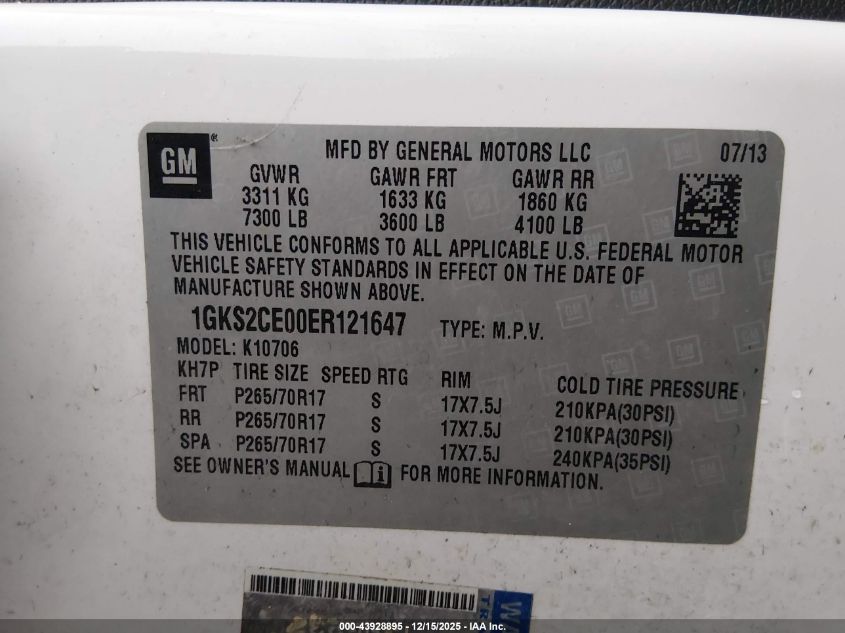 GM ®
MFD BY GENERAL MOTORS LLC 07/13
GVWR GAWR FRT GAWR RR
3311 KG 1633 KG 1860 KG
7300 LB 3600 LB 4100 LB
THIS VEHICLE CONFORMS TO ALL APPLICABLE U.S. FEDERAL MOTOR
VEHICLE SAFETY STANDARDS IN EFFECT ON THE DATE OF
MANUFACTURE SHOWN ABOVE.
1GKS2CE00ER121647 TYPE: M.P.V.
MODEL: K10706
KH7P TIRE SIZE SPEED RTG RIM COLD TIRE PRESSURE
FRT P265/70R17 S 17X7.5J 210KPA(30PSI)
RR P265/70R17 S 17X7.5J 210KPA(30PSI)
SPA P265/70R17 S 17X7.5J 240KPA(35PSI)
SEE OWNER'S MANUAL FOR MORE INFORMATION.
000-43928895 - 12/15/2025 - IAA Inc.